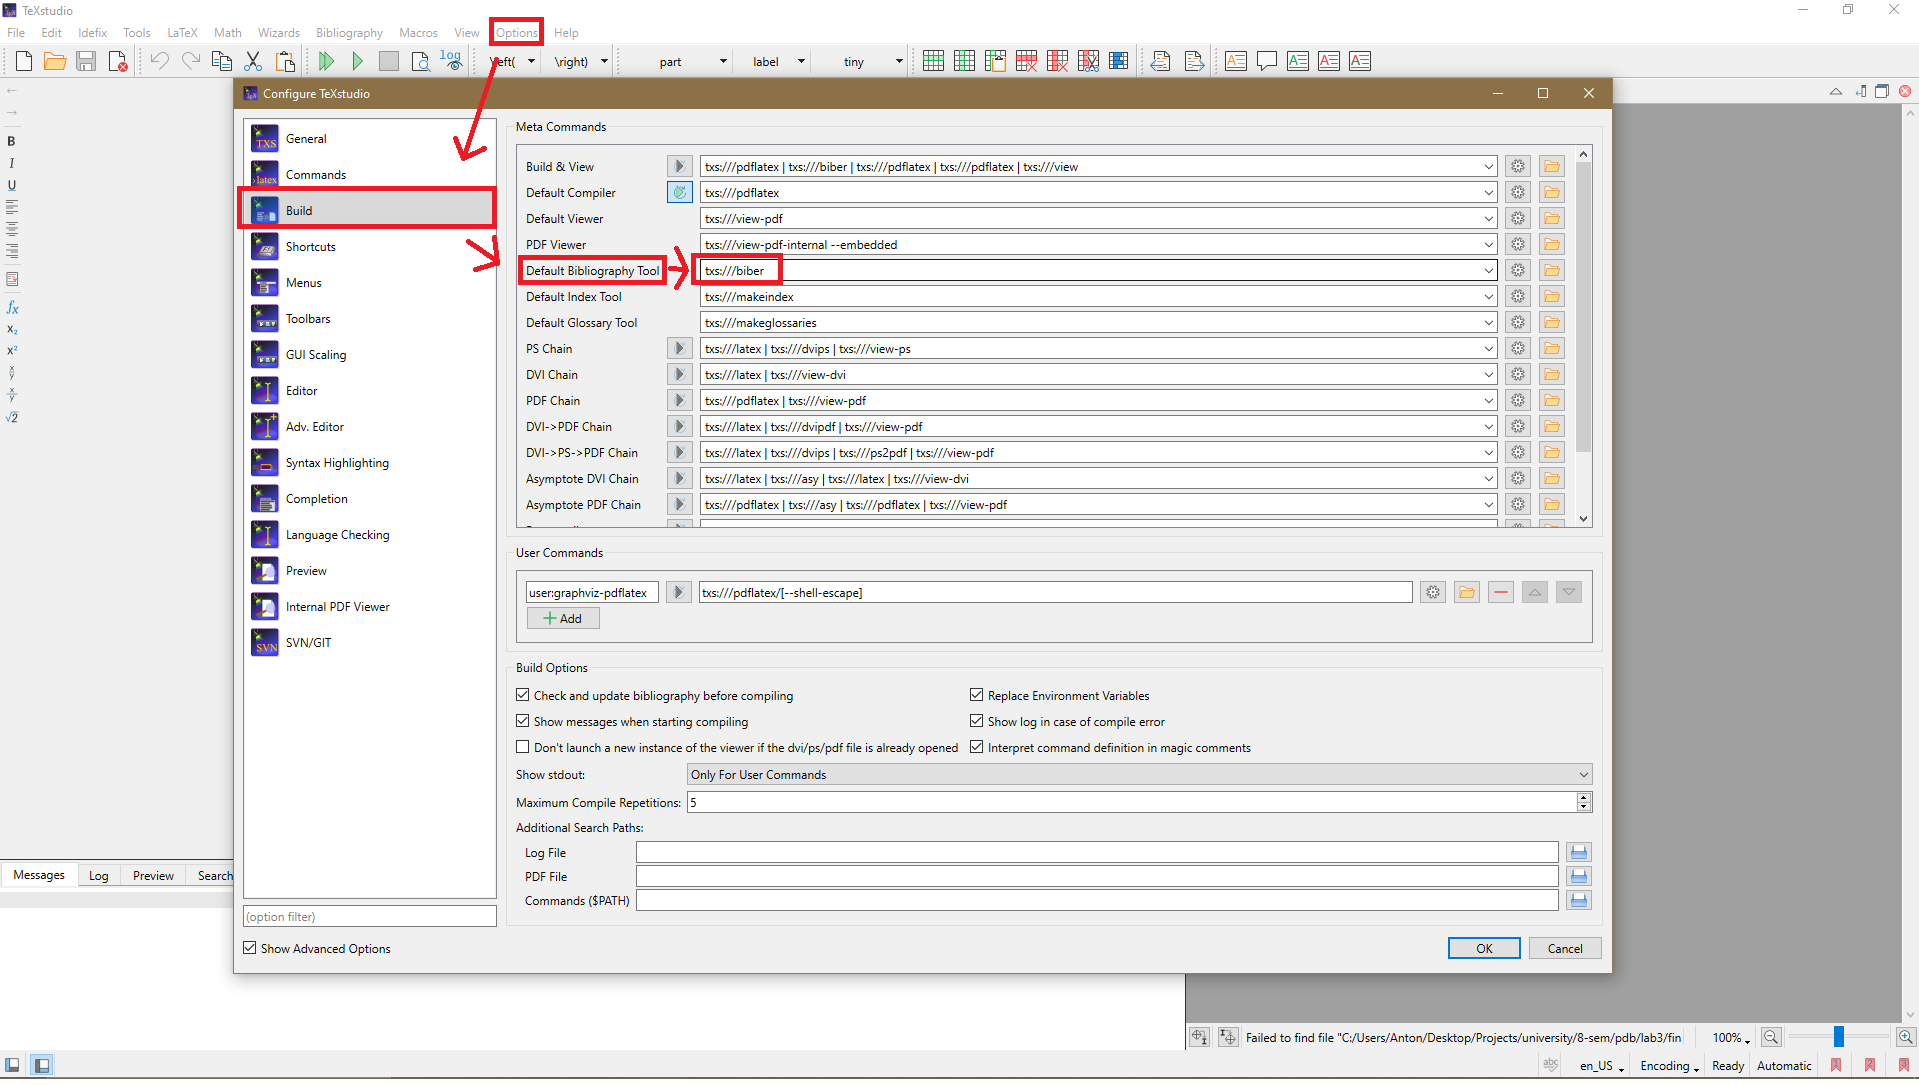 TeXstudio
File Edit Idefix Tools LaTeX Math Wizards Bibliography Macros View Options Help
log \right) part label tiny
Configure TeXstudio
General
Commands
Build
Shortcuts
Menus
Toolbars
GUI Scaling
Editor
Adv. Editor
Syntax Highlighting
Completion
Language Checking
Preview
Internal PDF Viewer
SVN/GIT
(option filter)
Show Advanced Options
Meta Commands
Build & View txs:///pdflatex | txs:///biber | txs:///pdflatex | txs:///pdflatex | txs:///view
Default Compiler txs:///pdflatex
Default Viewer txs:///view-pdf
PDF Viewer txs:///view-pdf-internal --embedded
Default Bibliography Tool txs:///biber
Default Index Tool txs:///makeindex
Default Glossary Tool txs:///makeglossaries
PS Chain txs:///latex | txs:///dvips | txs:///view-ps
DVI Chain txs:///latex | txs:///view-dvi
PDF Chain txs:///pdflatex | txs:///view-pdf
DVI->PDF Chain txs:///latex | txs:///dvipdf | txs:///view-pdf
DVI->PS->PDF Chain txs:///latex | txs:///dvips | txs:///ps2pdf | txs:///view-pdf
Asymptote DVI Chain txs:///latex | txs:///asy | txs:///latex | txs:///view-dvi
Asymptote PDF Chain txs:///pdflatex | txs:///asy | txs:///pdflatex | txs:///view-pdf
User Commands
user:graphviz-pdflatex txs:///pdflatex/[--shell-escape]
Add
Build Options
Check and update bibliography before compiling Replace Environment Variables
Show messages when starting compiling Show log in case of compile error
Don't launch a new instance of the viewer if the dvi/ps/pdf file is already opened Interpret command definition in magic comments
Show stdout: Only For User Commands
Maximum Compile Repetitions: 5
Additional Search Paths:
Log File
PDF File
Commands ($PATH)
OK Cancel
Messages Log Preview Search
Failed to find file "C:/Users/Anton/Desktop/Projects/university/8-sem/pdb/lab3/fin 100%
en_US Encoding Ready Automatic